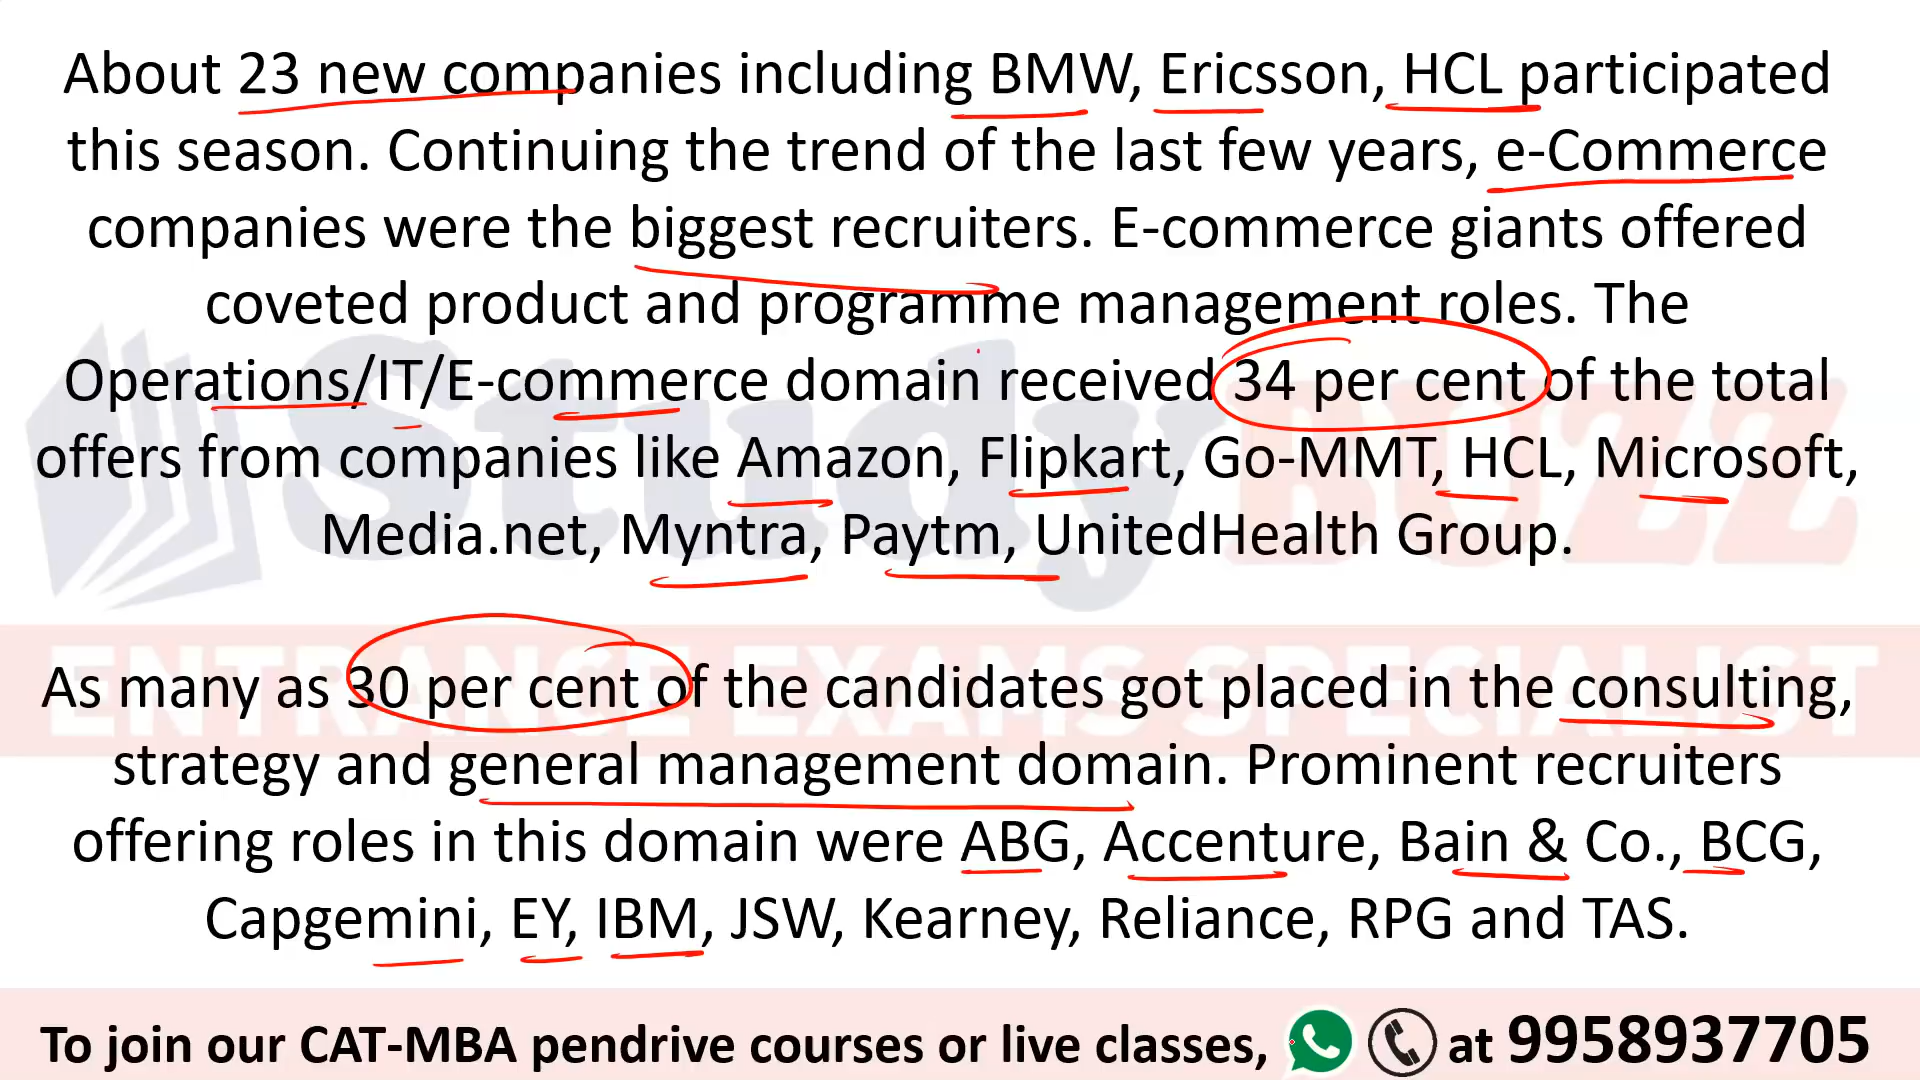 About 23 new companies including BMW, Ericsson, HCL participated
this season. Continuing the trend of the last few years, e-Commerce
companies were the biggest recruiters. E-commerce giants offered
coveted product and programme management roles. The
Operations/IT/E-commerce domain received 34 per cent of the total
offers from companies like Amazon, Flipkart, Go-MMT, HCL, Microsoft,
Media.net, Myntra, Paytm, UnitedHealth Group.
Study BUZZ
ENTRANCE EXAMS SPECIALIST
As many as 30 per cent of the candidates got placed in the consulting,
strategy and general management domain. Prominent recruiters
offering roles in this domain were ABG, Accenture, Bain & Co., BCG,
Capgemini, EY, IBM, JSW, Kearney, Reliance, RPG and TAS.
To join our CAT-MBA pendrive courses or live classes, at 9958937705